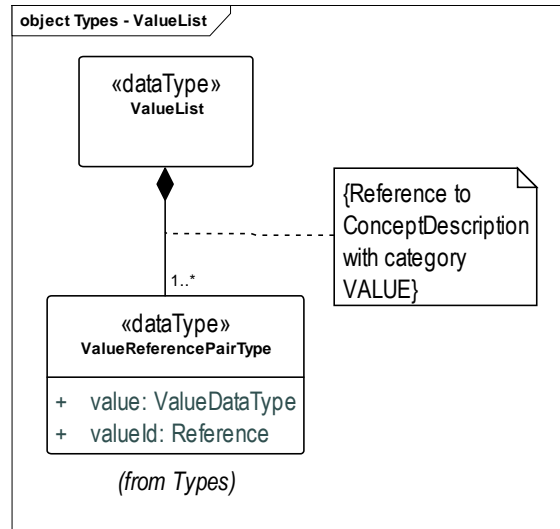 object Types - ValueList
«dataType»
ValueList
{Reference to
ConceptDescription
with category
VALUE}
1..*
«dataType»
ValueReferencePairType
+ value: ValueDataType
+ valueId: Reference
(from Types)